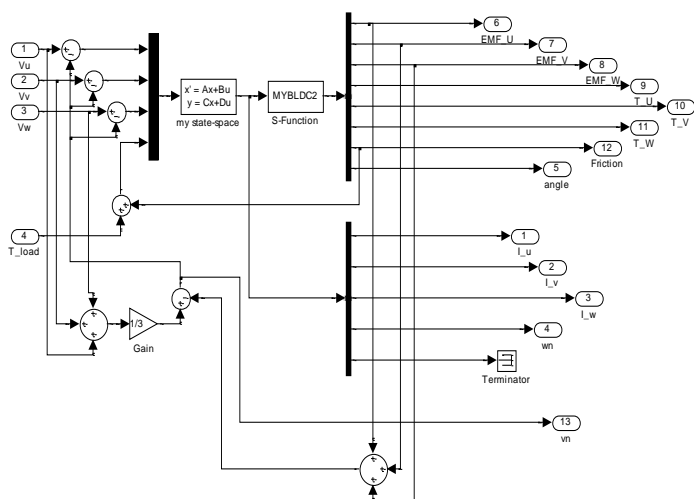 1
Vu
2
Vv
3
Vw
4
T_load
x' = Ax+Bu
y = Cx+Du
my state-space
MYBLDC2
S-Function
1/3
Gain
6
EMF_U
7
EMF_V
8
EMF_W
9
T_U
10
T_V
11
T_W
12
Friction
5
angle
1
I_u
2
I_v
3
I_w
4
wn
Terminator
13
vn